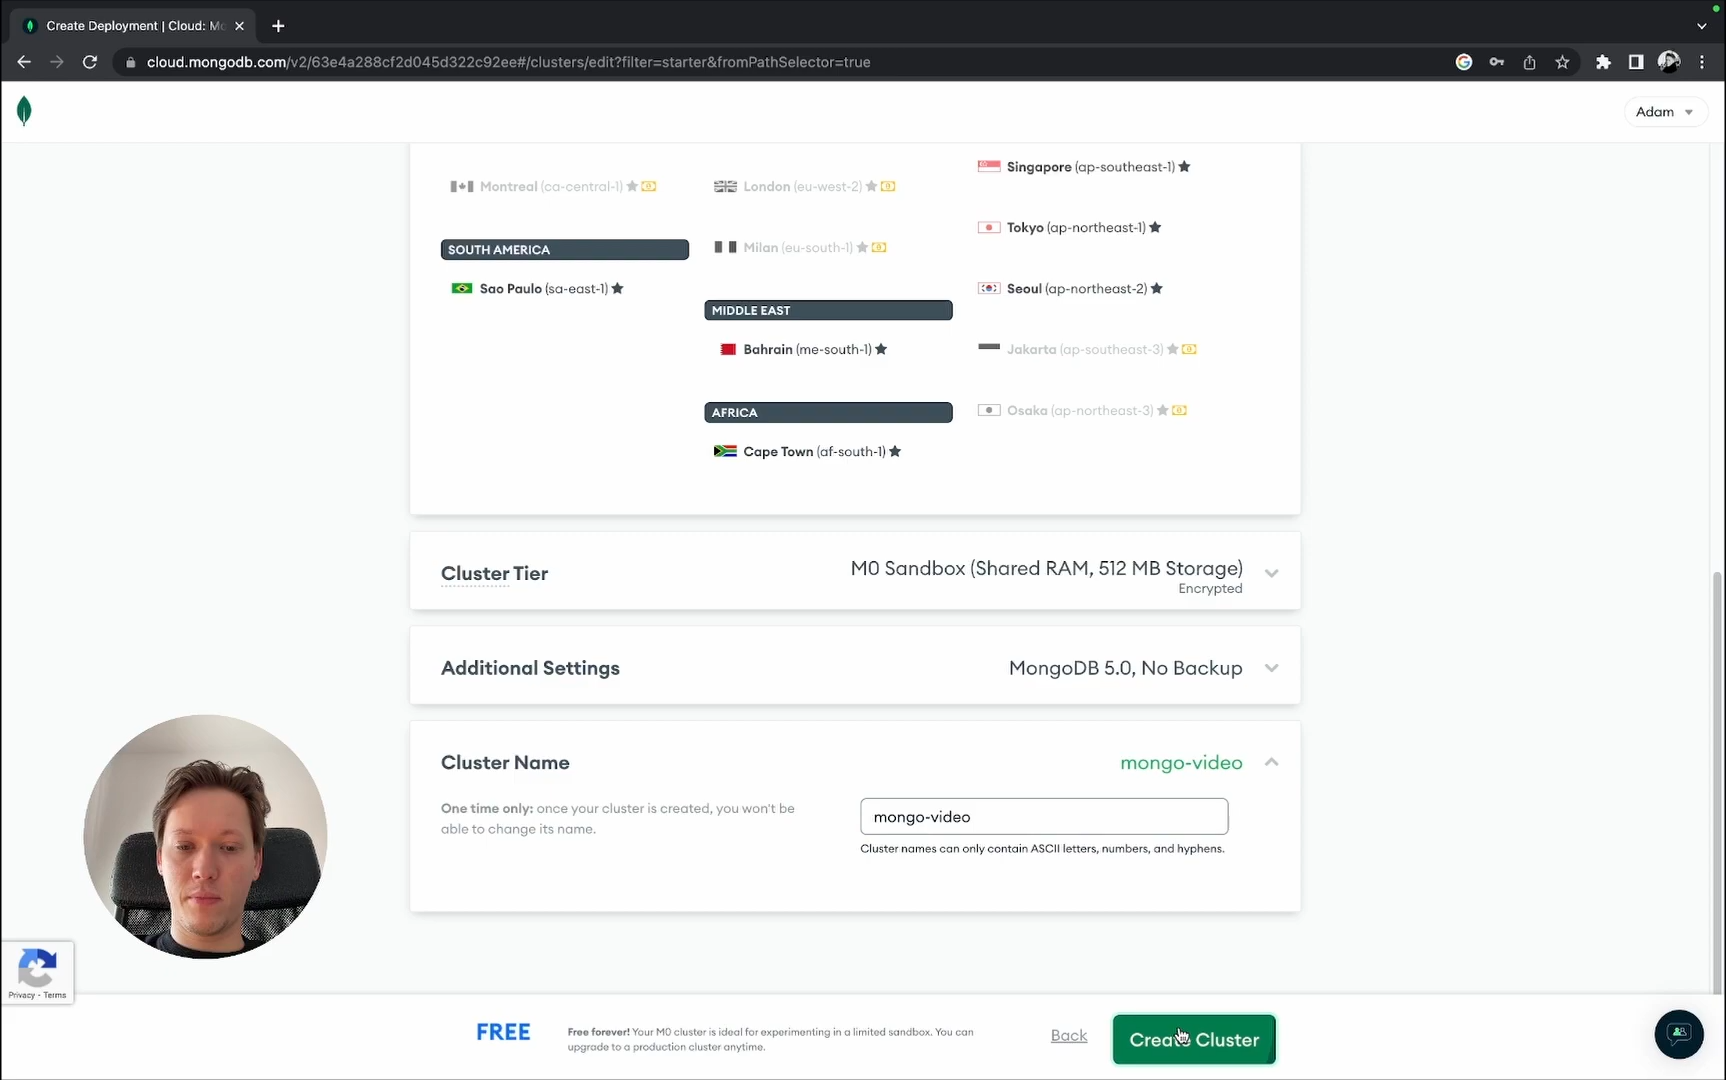 Create Deployment | Cloud: Mo
cloud.mongodb.com/v2/63e4a288cf2d045d322c92ee#/clusters/edit?filter=starter&fromPathSelector=true
Adam
Montreal (ca-central-1)
SOUTH AMERICA
Sao Paulo (sa-east-1)
London (eu-west-2)
Milan (eu-south-1)
MIDDLE EAST
Bahrain (me-south-1)
AFRICA
Cape Town (af-south-1)
Singapore (ap-southeast-1)
Tokyo (ap-northeast-1)
Seoul (ap-northeast-2)
Jakarta (ap-southeast-3)
Osaka (ap-northeast-3)
Cluster Tier
M0 Sandbox (Shared RAM, 512 MB Storage)
Encrypted
Additional Settings
MongoDB 5.0, No Backup
Cluster Name
mongo-video
One time only: once your cluster is created, you won't be
able to change its name.
mongo-video
Cluster names can only contain ASCII letters, numbers, and hyphens.
Privacy - Terms
FREE
Free forever! Your M0 cluster is ideal for experimenting in a limited sandbox. You can
upgrade to a production cluster anytime.
Back
Create Cluster